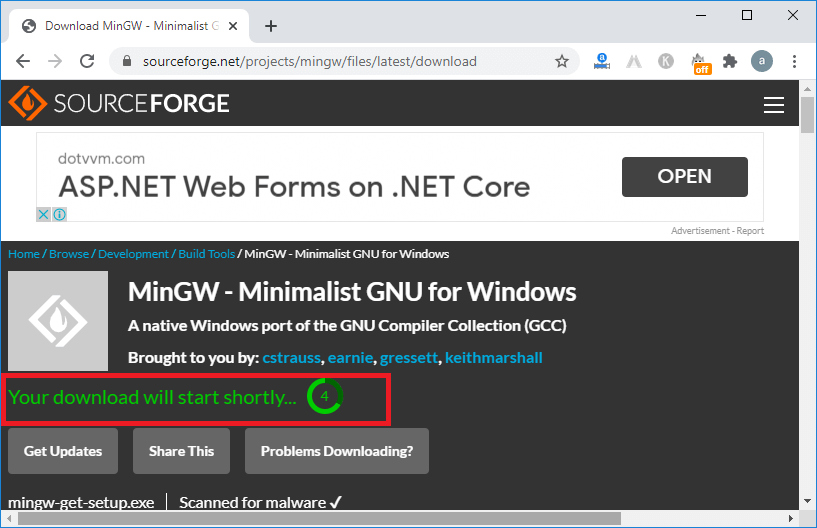 Download MinGW - Minimalist G
sourceforge.net/projects/mingw/files/latest/download
K
off
a
SOURCEFORGE
dotvvm.com
ASP.NET Web Forms on .NET Core
OPEN
Advertisement - Report
Home / Browse / Development / Build Tools / MinGW - Minimalist GNU for Windows
MinGW - Minimalist GNU for Windows
A native Windows port of the GNU Compiler Collection (GCC)
Brought to you by: cstrauss, earnie, gressett, keithmarshall
Your download will start shortly... 4
Get Updates
Share This
Problems Downloading?
mingw-get-setup.exe | Scanned for malware ✓